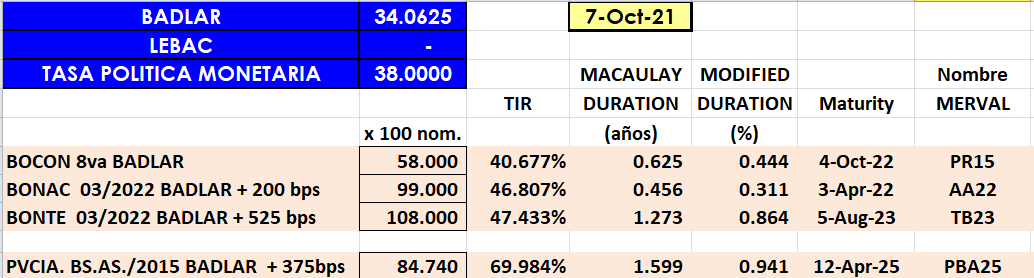 BADLAR 34.0625 7-Oct-21
LEBAC -
TASA POLITICA MONETARIA 38.0000 MACAULAY MODIFIED Nombre
TIR DURATION DURATION Maturity MERVAL
x 100 nom. (años) (%)
BOCON 8va BADLAR 58.000 40.677% 0.625 0.444 4-Oct-22 PR15
BONAC 03/2022 BADLAR + 200 bps 99.000 46.807% 0.456 0.311 3-Apr-22 AA22
BONTE 03/2022 BADLAR + 525 bps 108.000 47.433% 1.273 0.864 5-Aug-23 TB23
PVCIA. BS.AS./2015 BADLAR + 375bps 84.740 69.984% 1.599 0.941 12-Apr-25 PBA25